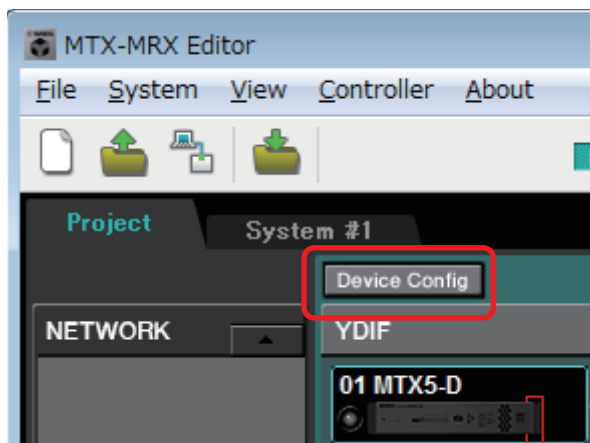 MTX-MRX Editor
File System View Controller About
Project System #1
Device Config
NETWORK YDIF
01 MTX5-D